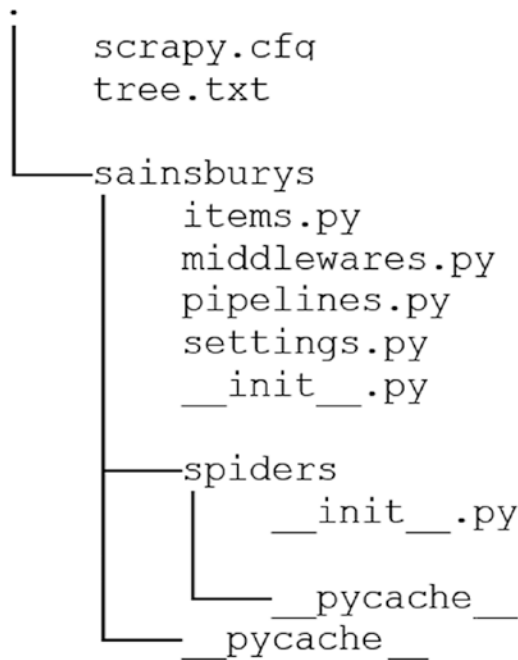 .
scrapy.cfg
tree.txt
sainsburys
items.py
middlewares.py
pipelines.py
settings.py
__init__.py
spiders
__init__.py
__pycache__
__pycache__